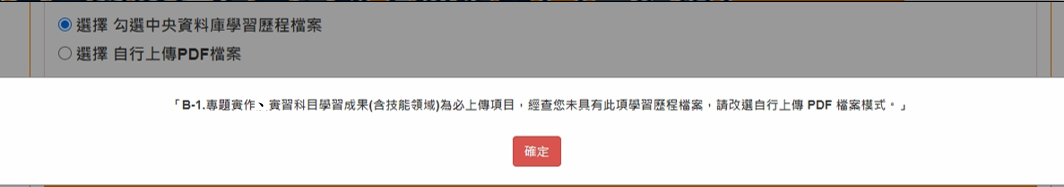 選擇 勾選中央資料庫學習歷程檔案
選擇 自行上傳PDF檔案
「B-1.專題實作、實習科目學習成果(含技能領域)為必上傳項目，經查您未具有此項學習歷程檔案，請改選自行上傳 PDF 檔案模式。」
確定